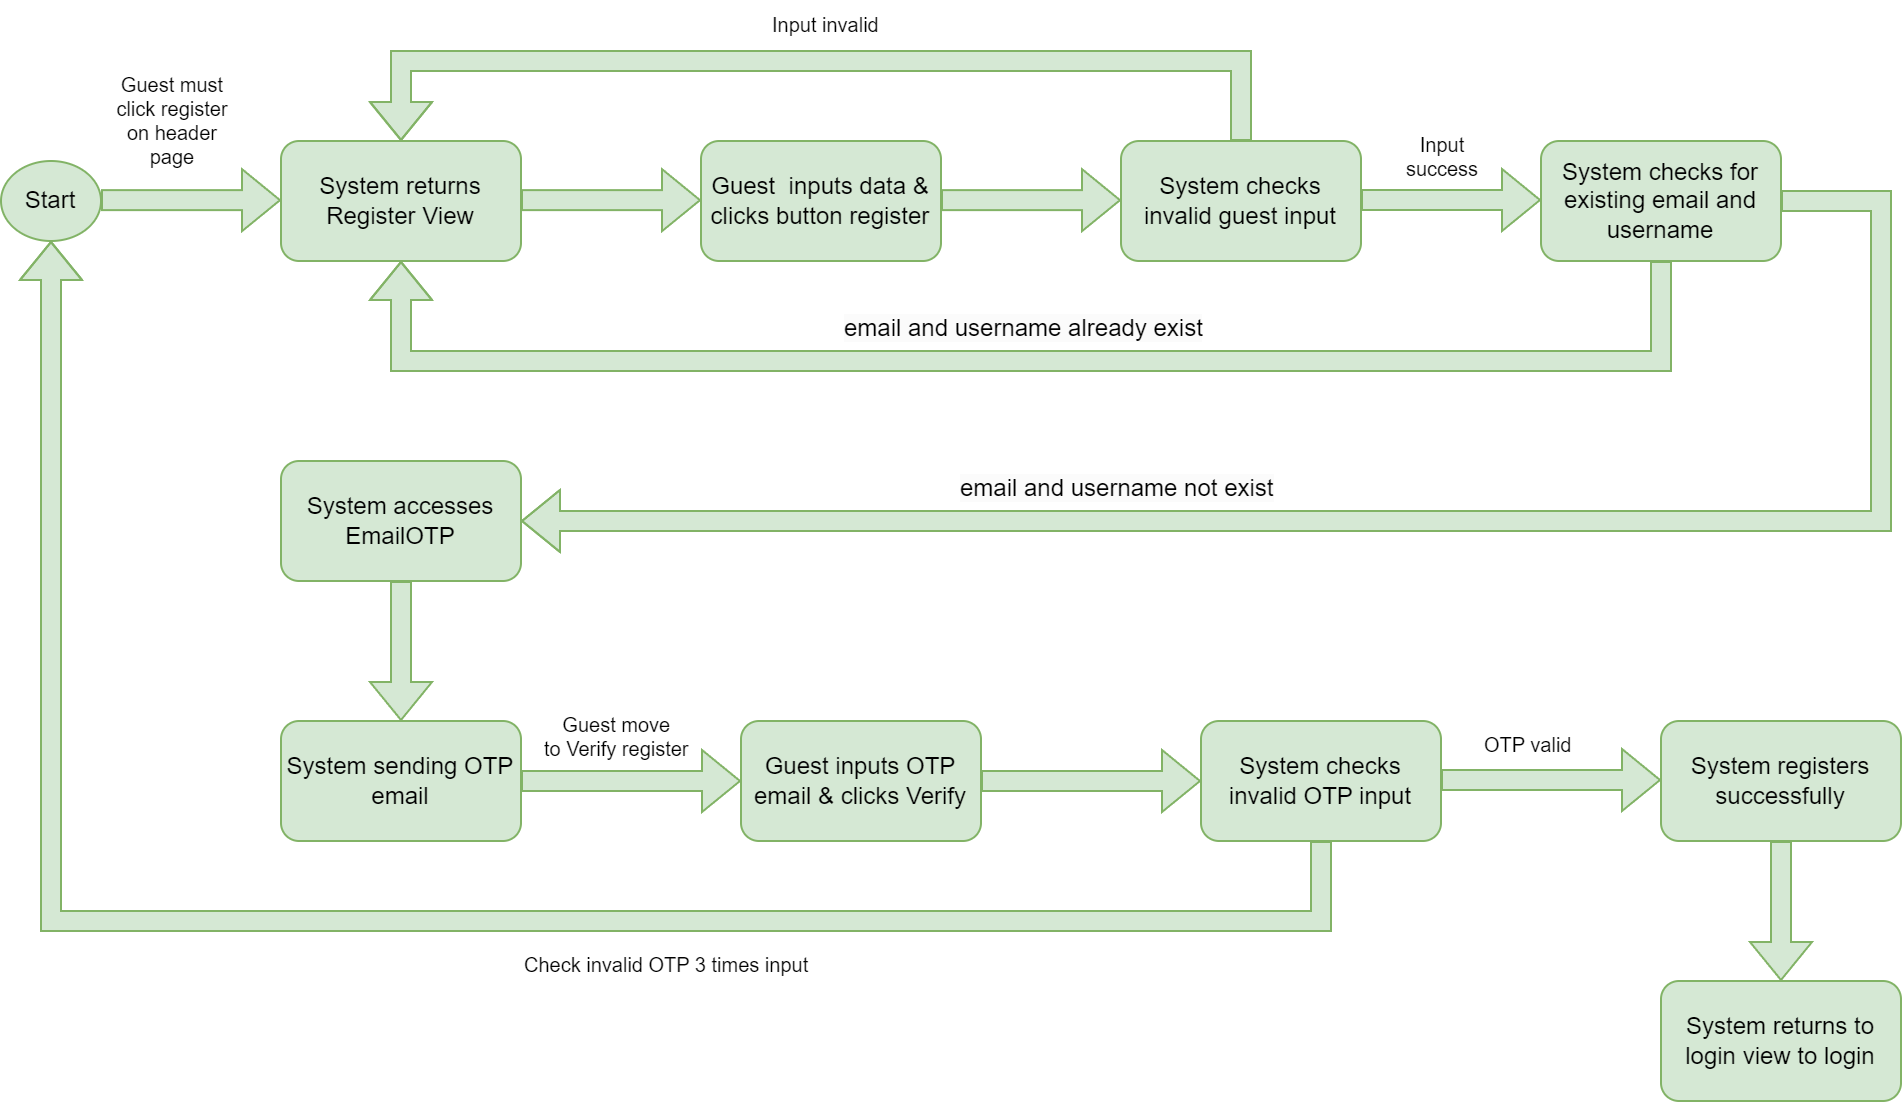 Input invalid
Guest must
click register
on header
page
Start
System returns
Register View
Guest  inputs data &
clicks button register
System checks
invalid guest input
Input
success
System checks for
existing email and
username
email and username already exist
email and username not exist
System accesses
EmailOTP
System sending OTP
email
Guest move
to Verify register
Guest inputs OTP
email & clicks Verify
System checks
invalid OTP input
OTP valid
System registers
successfully
Check invalid OTP 3 times input
System returns to
login view to login